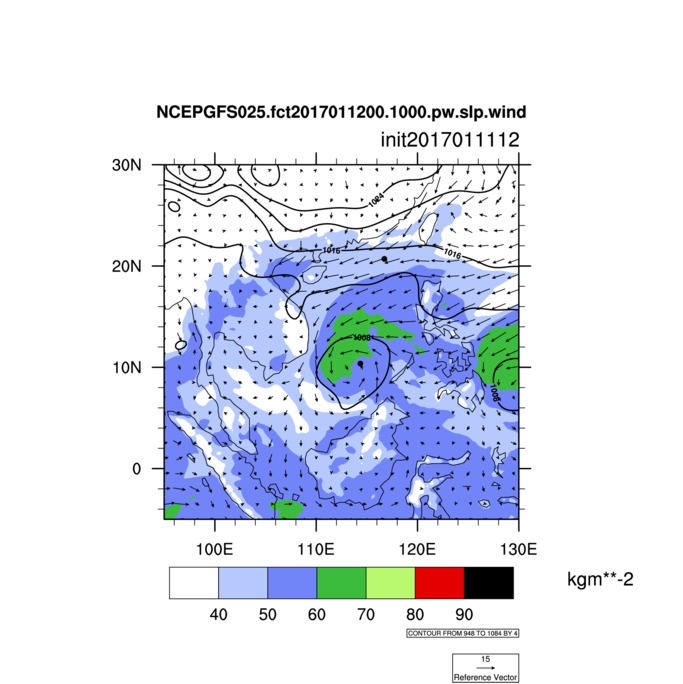 NCEPGFS025.fct2017011200.1000.pw.slp.wind
init2017011112
30N
20N
10N
0
1024
1016
1016
1008
1008
100E 110E 120E 130E
40 50 60 70 80 90
kgm**-2
CONTOUR FROM 948 TO 1084 BY 4
15
Reference Vector